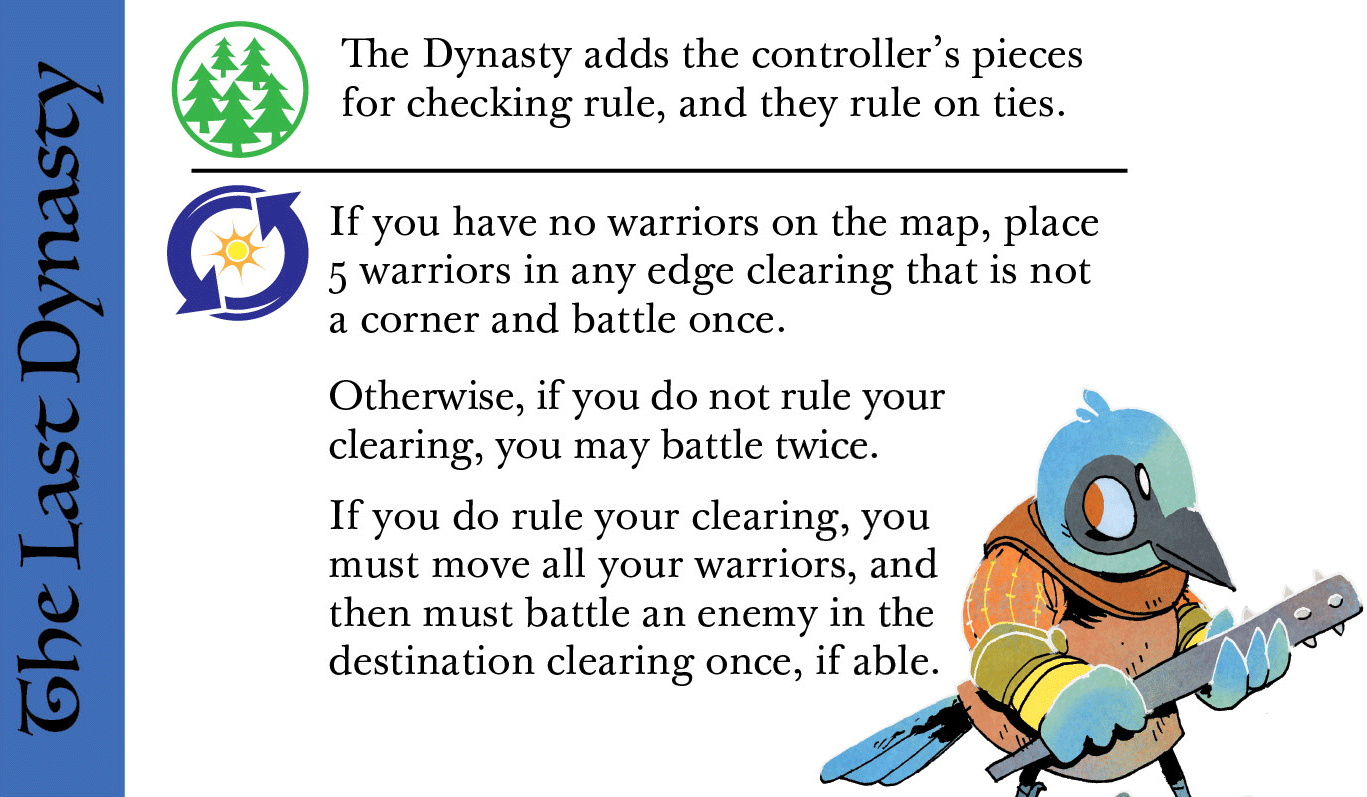 The Last Dynasty
The Dynasty adds the controller’s pieces
for checking rule, and they rule on ties.
If you have no warriors on the map, place
5 warriors in any edge clearing that is not
a corner and battle once.
Otherwise, if you do not rule your
clearing, you may battle twice.
If you do rule your clearing, you
must move all your warriors, and
then must battle an enemy in the
destination clearing once, if able.